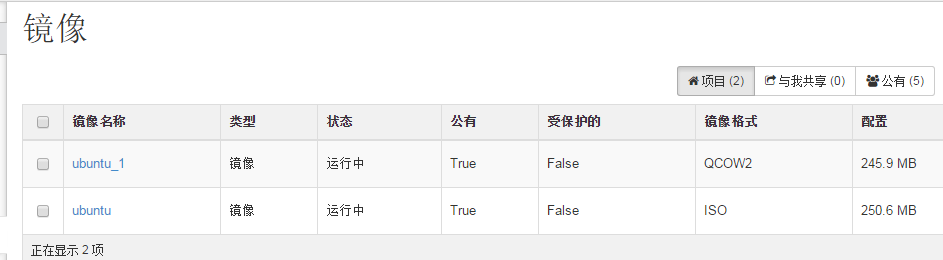 镜像
项目 (2) 与我共享 (0) 公有 (5)
镜像名称 类型 状态 公有 受保护的 镜像格式 配置
ubuntu_1 镜像 运行中 True False QCOW2 245.9 MB
ubuntu 镜像 运行中 True False ISO 250.6 MB
正在显示 2 项